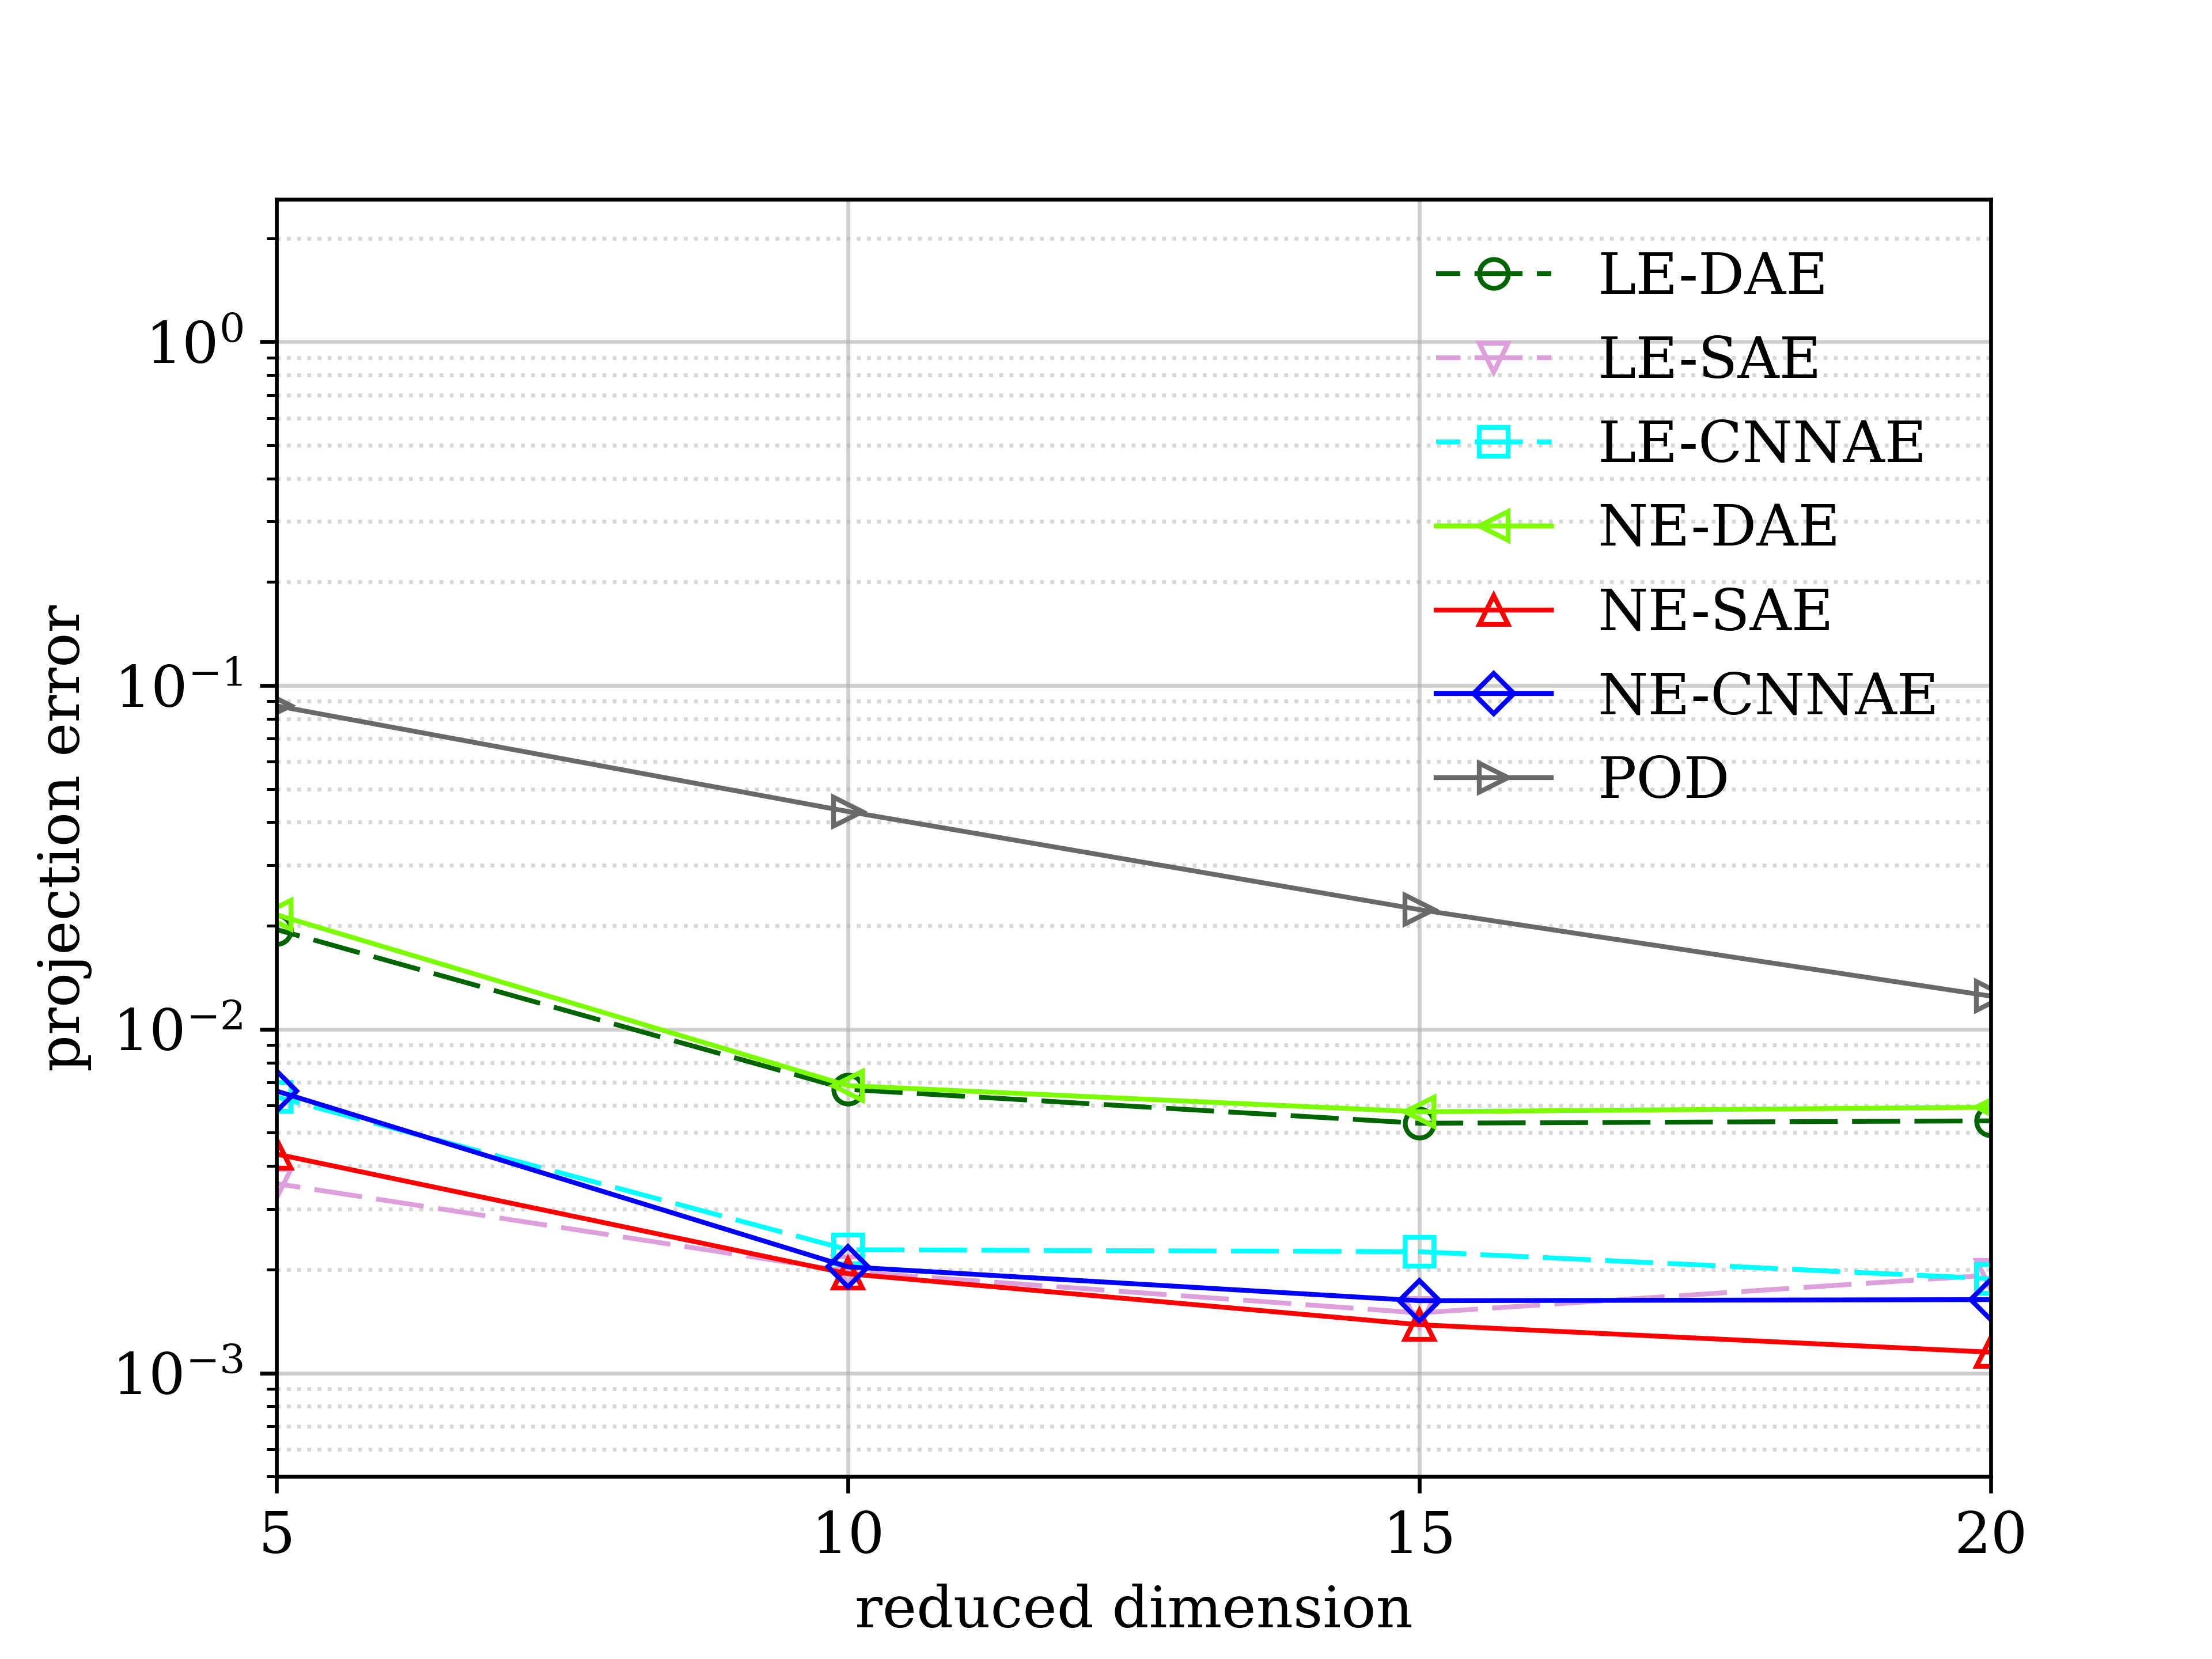 LE-DAE
LE-SAE
LE-CNNAE
NE-DAE
NE-SAE
NE-CNNAE
POD
10⁰
10⁻¹
10⁻²
10⁻³
projection error
5 10 15 20
reduced dimension